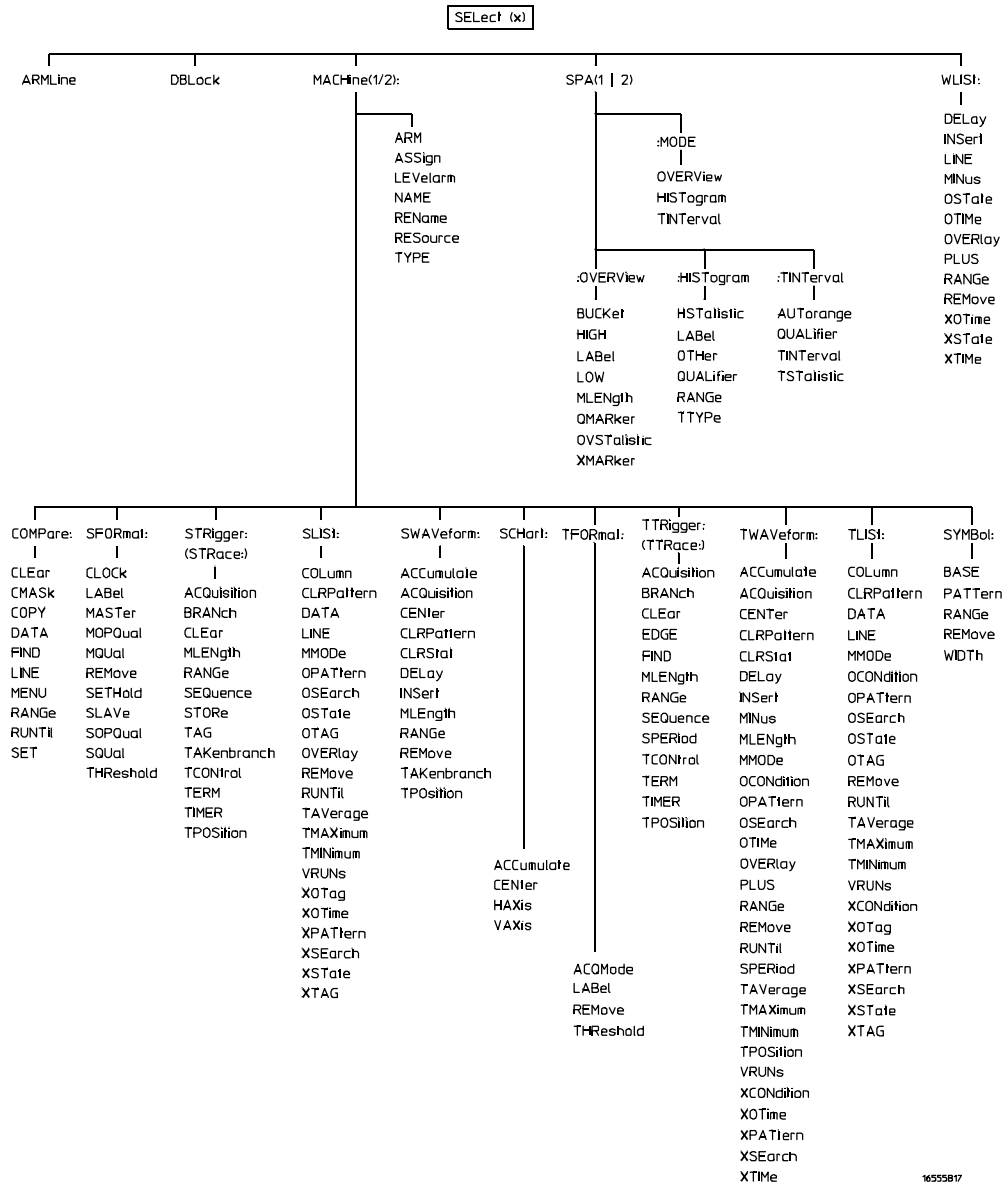 SELect (x)
ARMLine DBLock MACHine(1/2): SPA(1 | 2) WLISt:
ARM
ASSign
LEVelarm
NAME
REName
RESource
TYPE
:MODE
OVERView
HISTogram
TINTerval
:OVERView
BUCKet
HIGH
LABel
LOW
MLENgth
OMARker
OVSTatistic
XMARker
:HISTogram
HSTatistic
LABel
OTHer
QUALifier
RANGe
TTYPe
:TINTerval
AUTorange
QUALifier
TINTerval
TSTatistic
DELay
INSert
LINE
MINus
OSTate
OTIMe
OVERlay
PLUS
RANGe
REMove
XOTime
XSTate
XTIMe
COMPare:
CLEar
CMASk
COPY
DATA
FIND
LINE
MENU
RANGe
RUNTil
SET
SFORmat:
CLOCk
LABel
MASTer
MOPQual
MQUal
REMove
SETHold
SLAVe
SOPQual
SQUal
THReshold
STRigger:
(STRace:)
ACQuisition
BRANch
CLEar
MLENgth
RANGe
SEQuence
STORe
TAG
TAKenbranch
TCONtrol
TERM
TIMER
TPOSition
SLISt:
COLumn
CLRPattern
DATA
LINE
MMODe
OPATtern
OSEarch
OSTate
OTAG
OVERlay
REMove
RUNTil
TAVerage
TMAXimum
TMINimum
VRUNs
XOTag
XOTime
XPATtern
XSEarch
XSTate
XTAG
SWAVeform:
ACCumulate
ACQuisition
CENter
CLRPattern
CLRStat
DELay
INSert
MLEngth
RANGe
REMove
TAKenbranch
TPOsition
SCHart:
ACCumulate
CENter
HAXis
VAXis
TFORmat:
ACQMode
LABel
REMove
THReshold
TTRigger:
(TTRace:)
ACQuisition
BRANch
CLEar
EDGE
FIND
MLENgth
RANGe
SEQuence
SPERiod
TCONtrol
TERM
TIMER
TPOSition
TWAVeform:
ACCumulate
ACQuisition
CENTer
CLRPattern
CLRStat
DELay
INSert
MINus
MLENgth
MMODe
OCONdition
OPATtern
OSEarch
OTIMe
OVERlay
PLUS
RANGe
REMove
RUNTil
SPERiod
TAVerage
TMAXimum
TMINimum
TPOSition
VRUNs
XCONdition
XOTime
XPATtern
XSEarch
XTIMe
TLISt:
COLumn
CLRPattern
DATA
LINE
MMODe
OCONdition
OPATtern
OSEarch
OSTate
OTAG
REMove
RUNTil
TAVerage
TMAXimum
TMINimum
VRUNs
XCONdition
XOTag
XOTime
XPATtern
XSEarch
XSTate
XTAG
SYMBol:
BASE
PATTern
RANGe
REMove
WIDTh
16555B17